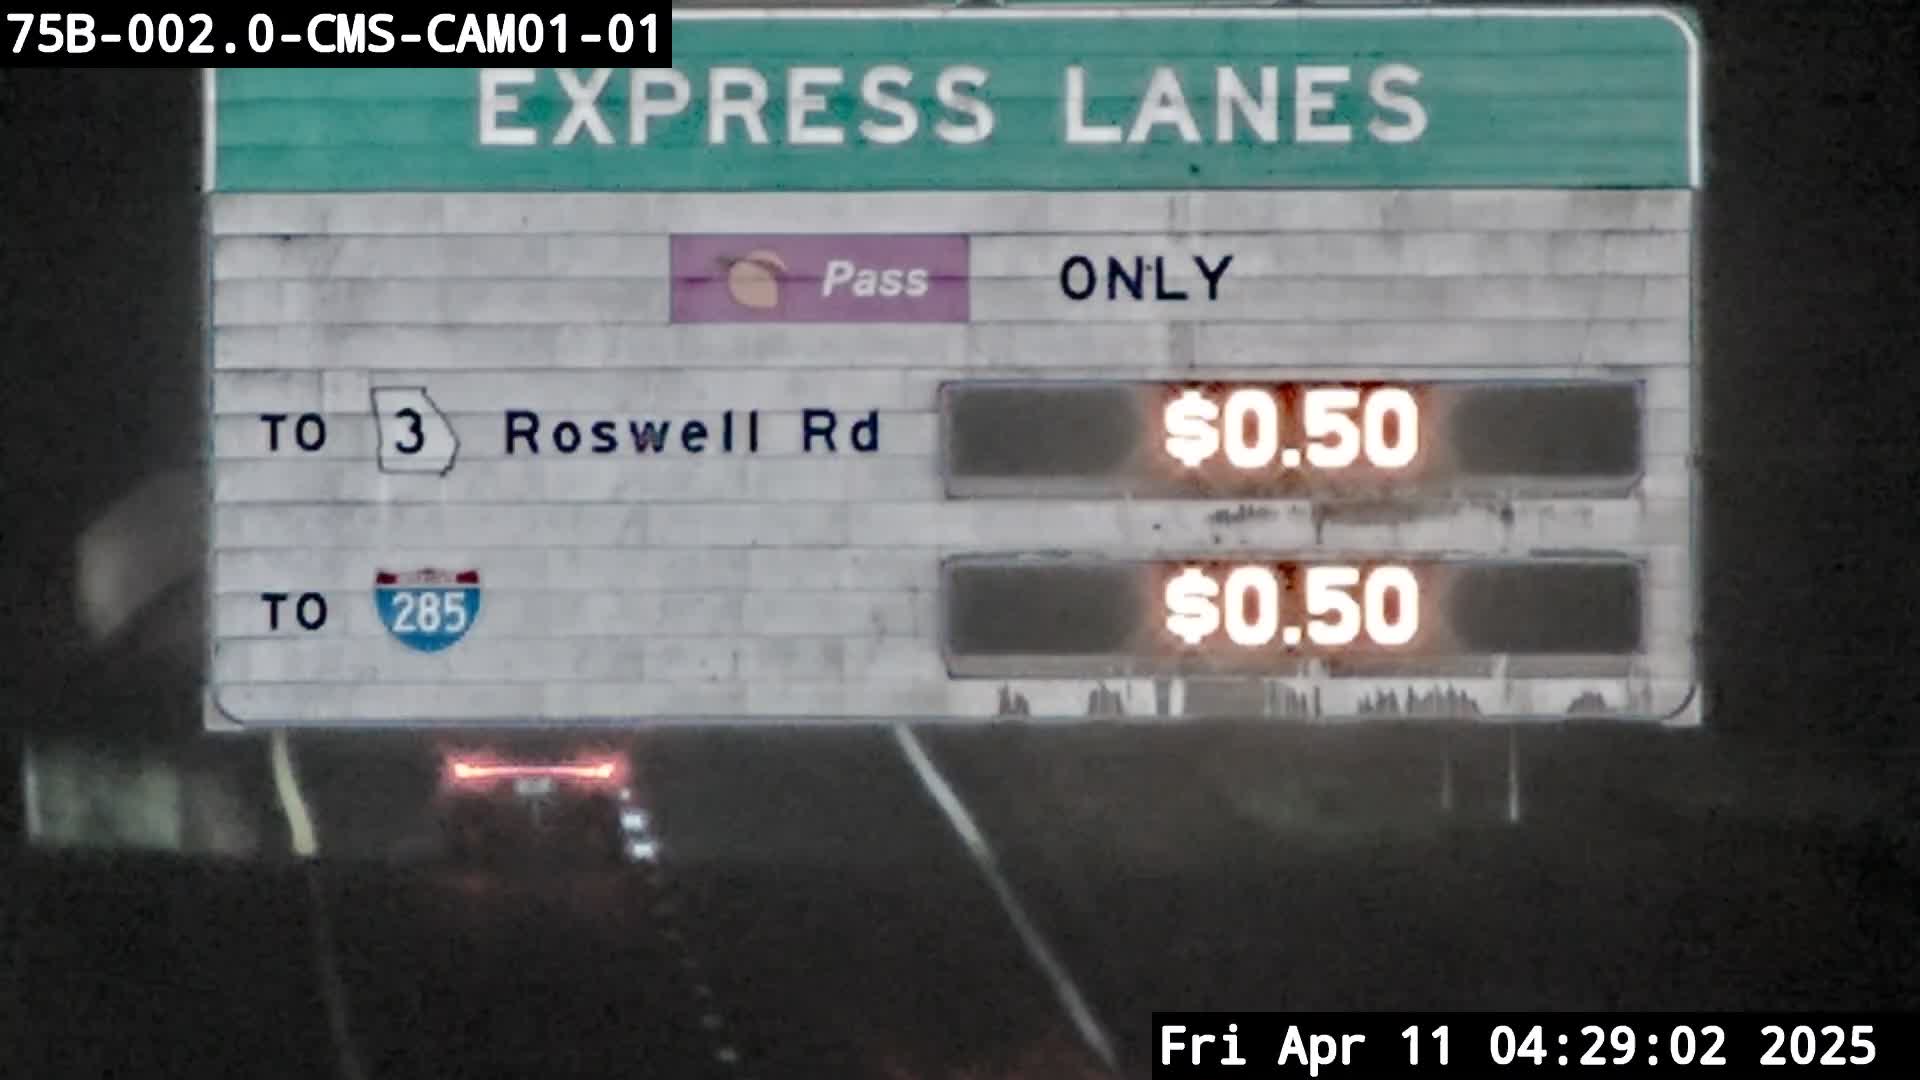 75B-002.0-CMS-CAM01-01
EXPRESS LANES
Pass ONLY
TO 3 Roswell Rd $0.50
TO 285 $0.50
Fri Apr 11 04:29:02 2025